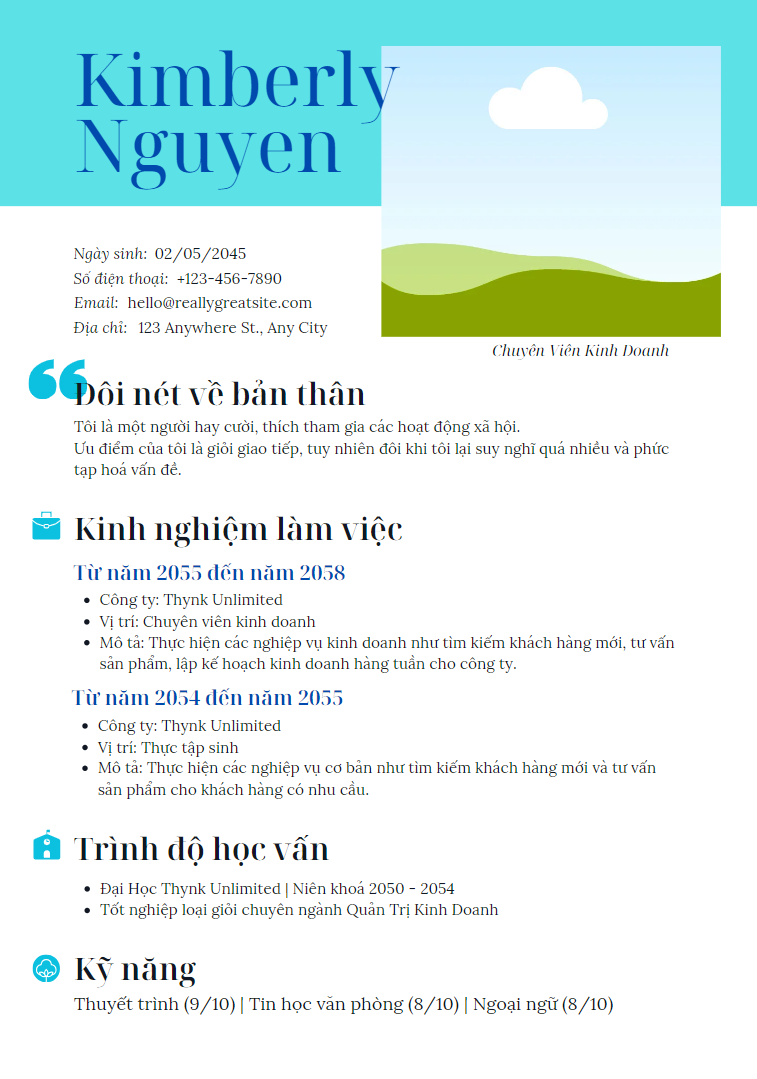 Kimberly
Nguyen
Ngày sinh: 02/05/2045
Số điện thoại: +123-456-7890
Email: hello@reallygreatsite.com
Địa chỉ: 123 Anywhere St., Any City
Chuyên Viên Kinh Doanh
Đôi nét về bản thân
Tôi là một người hay cười, thích tham gia các hoạt động xã hội.
Ưu điểm của tôi là giỏi giao tiếp, tuy nhiên đôi khi tôi lại suy nghĩ quá nhiều và phức
tạp hoá vấn đề.
Kinh nghiệm làm việc
Từ năm 2055 đến năm 2058
• Công ty: Thynk Unlimited
• Vị trí: Chuyên viên kinh doanh
• Mô tả: Thực hiện các nghiệp vụ kinh doanh như tìm kiếm khách hàng mới, tư vấn
sản phẩm, lập kế hoạch kinh doanh hàng tuần cho công ty.
Từ năm 2054 đến năm 2055
• Công ty: Thynk Unlimited
• Vị trí: Thực tập sinh
• Mô tả: Thực hiện các nghiệp vụ cơ bản như tìm kiếm khách hàng mới và tư vấn
sản phẩm cho khách hàng có nhu cầu.
Trình độ học vấn
• Đại Học Thynk Unlimited | Niên khoá 2050 - 2054
• Tốt nghiệp loại giỏi chuyên ngành Quản Trị Kinh Doanh
Kỹ năng
Thuyết trình (9/10) | Tin học văn phòng (8/10) | Ngoại ngữ (8/10)